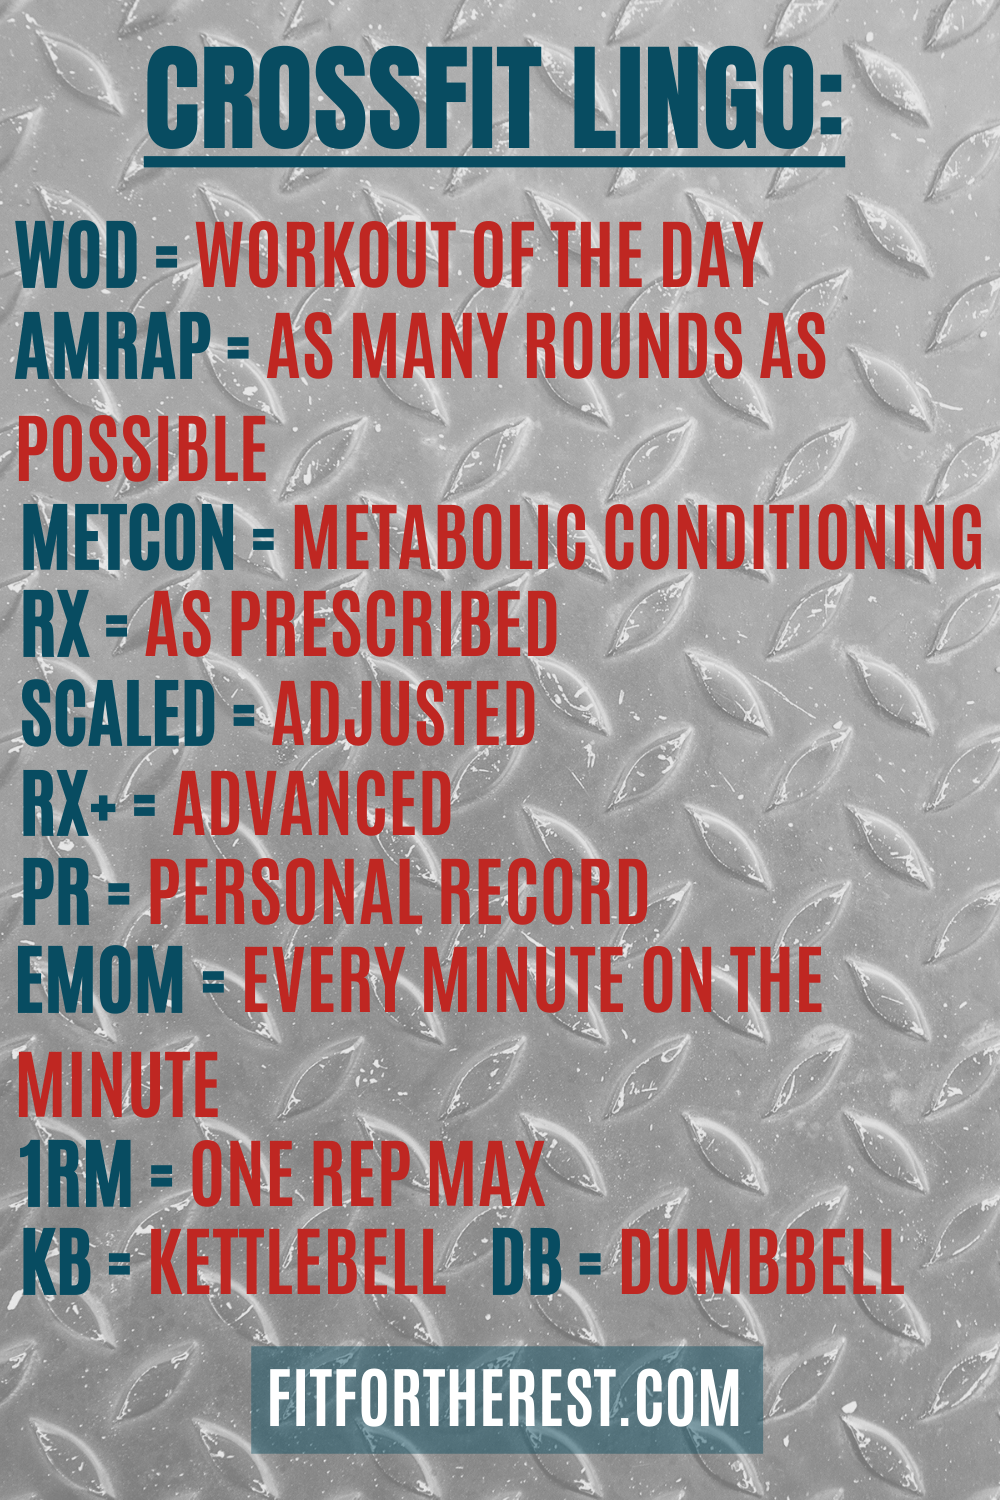 CROSSFIT LINGO:
WOD = WORKOUT OF THE DAY
AMRAP = AS MANY ROUNDS AS
POSSIBLE
METCON = METABOLIC CONDITIONING
RX = AS PRESCRIBED
SCALED = ADJUSTED
RX+ = ADVANCED
PR = PERSONAL RECORD
EMOM = EVERY MINUTE ON THE
MINUTE
1RM = ONE REP MAX
KB = KETTLEBELL DB = DUMBBELL
FITFORTHEREST.COM